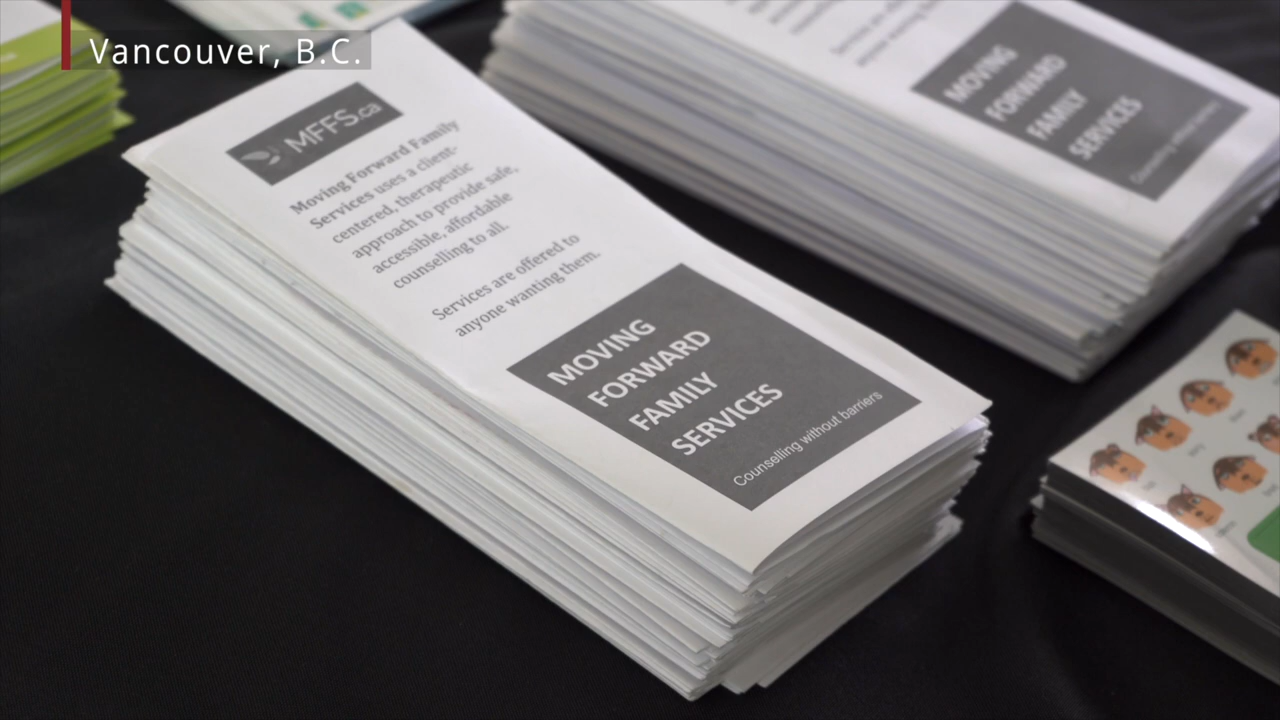 Vancouver, B.C.
MFFS.ca
Moving Forward Family
Services uses a client-
centered, therapeutic
approach to provide safe,
accessible, affordable
counselling to all.
Services are offered to
anyone wanting them.
MOVING
FORWARD
FAMILY
SERVICES
Counselling without barriers
MOVING
FORWARD
FAMILY
SERVICES
Counselling without barriers